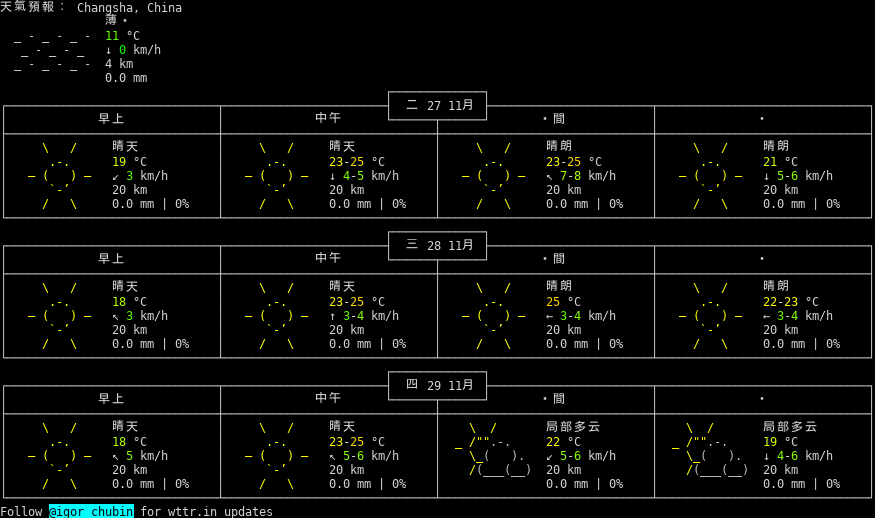 天氣預報： Changsha, China
薄·
11 °C
↓ 0 km/h
4 km
0.0 mm
二 27 11月
早上 中午 ·間 ·
晴天 晴天 晴朗 晴朗
19 °C 23-25 °C 23-25 °C 21 °C
↙ 3 km/h ↓ 4-5 km/h ↖ 7-8 km/h ↓ 5-6 km/h
20 km 20 km 20 km 20 km
0.0 mm | 0% 0.0 mm | 0% 0.0 mm | 0% 0.0 mm | 0%
三 28 11月
早上 中午 ·間 ·
晴天 晴天 晴朗 晴朗
18 °C 23-25 °C 25 °C 22-23 °C
↖ 3 km/h ↑ 3-4 km/h ← 3-4 km/h ← 3-4 km/h
20 km 20 km 20 km 20 km
0.0 mm | 0% 0.0 mm | 0% 0.0 mm | 0% 0.0 mm | 0%
四 29 11月
早上 中午 ·間 ·
晴天 晴天 局部多云 局部多云
18 °C 23-25 °C 22 °C 19 °C
↖ 5 km/h ↖ 5-6 km/h ↙ 5-6 km/h ↓ 4-6 km/h
20 km 20 km 20 km 20 km
0.0 mm | 0% 0.0 mm | 0% 0.0 mm | 0% 0.0 mm | 0%
Follow @igor_chubin for wttr.in updates